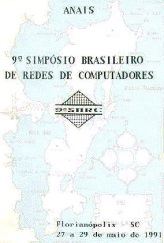 ANAIS
9º SIMPÓSIO BRASILEIRO
DE REDES DE COMPUTADORES
9º SBRC
Florianópolis - SC
27 a 29 de maio de 1991